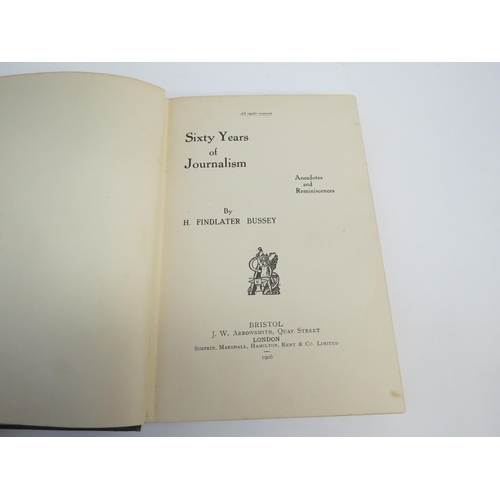 All rights reserved
Sixty Years
of
Journalism
Anecdotes
and
Reminiscences
By
H. FINDLATER BUSSEY
BRISTOL
J. W. ARROWSMITH, QUAY STREET
LONDON
SIMPKIN, MARSHALL, HAMILTON, KENT & CO. LIMITED
1906